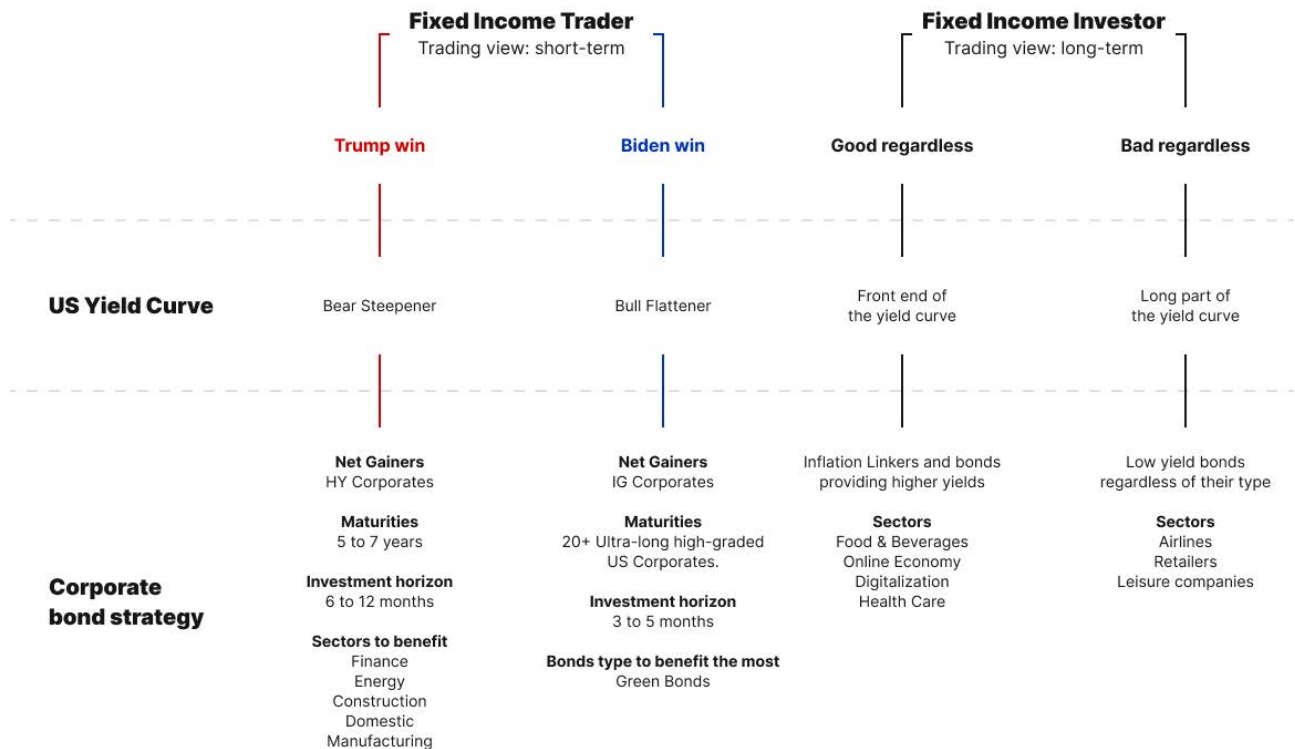 Fixed Income Trader
Trading view: short-term
Fixed Income Investor
Trading view: long-term
Trump win
Biden win
Good regardless
Bad regardless
US Yield Curve
Bear Steepener
Bull Flattener
Front end of
the yield curve
Long part of
the yield curve
Corporate
bond strategy
Net Gainers
HY Corporates
Maturities
5 to 7 years
Investment horizon
6 to 12 months
Sectors to benefit
Finance
Energy
Construction
Domestic
Manufacturing
Net Gainers
IG Corporates
Maturities
20+ Ultra-long high-graded
US Corporates.
Investment horizon
3 to 5 months
Bonds type to benefit the most
Green Bonds
Inflation Linkers and bonds
providing higher yields
Sectors
Food & Beverages
Online Economy
Digitalization
Health Care
Low yield bonds
regardless of their type
Sectors
Airlines
Retailers
Leisure companies